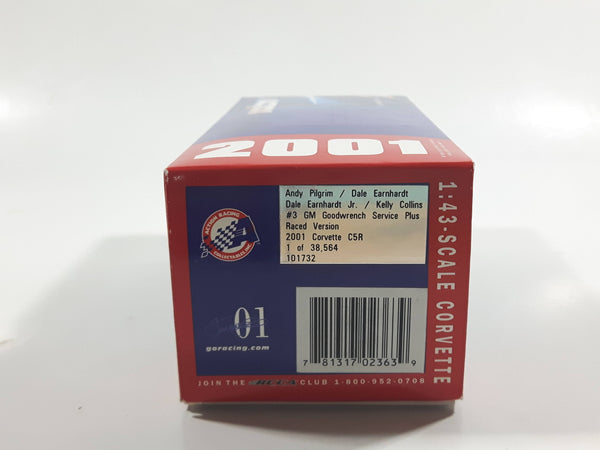 2001
Andy Pilgrim / Dale Earnhardt
Dale Earnhardt Jr. / Kelly Collins
#3 GM Goodwrench Service Plus
Raced Version
2001 Corvette C5R
1 of 38,564
101732
ACTION RACING
COLLECTABLES, INC.
1:43-SCALE CORVETTE
01
goracing.com
7 81317 02363 9
JOIN THE RCCA CLUB 1-800-952-0708